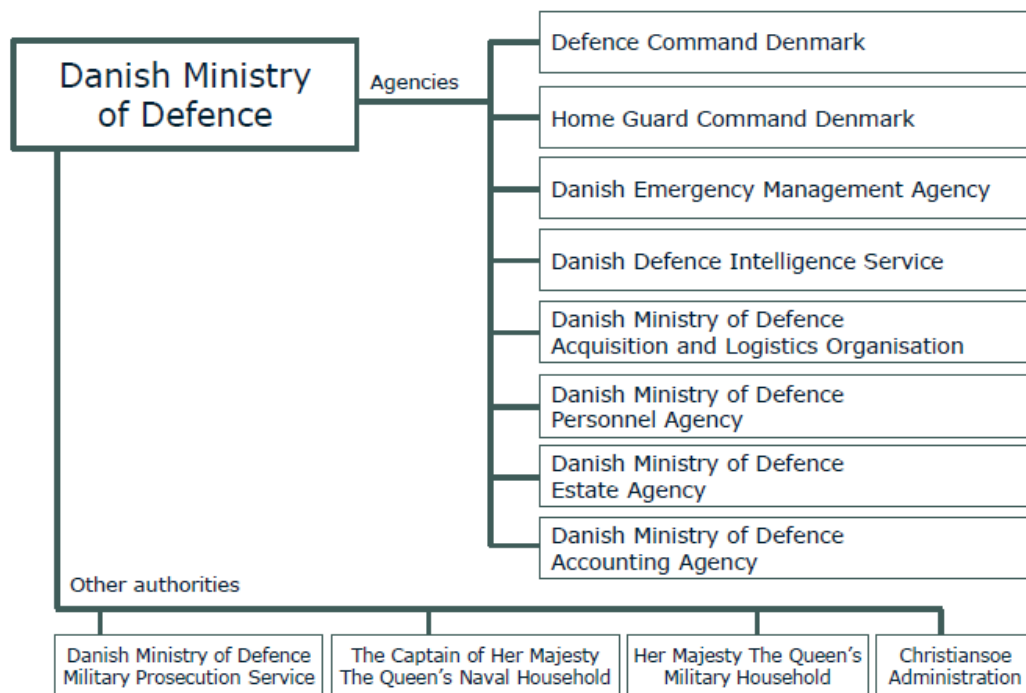 Danish Ministry
of Defence
Agencies
Defence Command Denmark
Home Guard Command Denmark
Danish Emergency Management Agency
Danish Defence Intelligence Service
Danish Ministry of Defence
Acquisition and Logistics Organisation
Danish Ministry of Defence
Personnel Agency
Danish Ministry of Defence
Estate Agency
Danish Ministry of Defence
Accounting Agency
Other authorities
Danish Ministry of Defence
Military Prosecution Service
The Captain of Her Majesty
The Queen’s Naval Household
Her Majesty The Queen’s
Military Household
Christiansoe
Administration